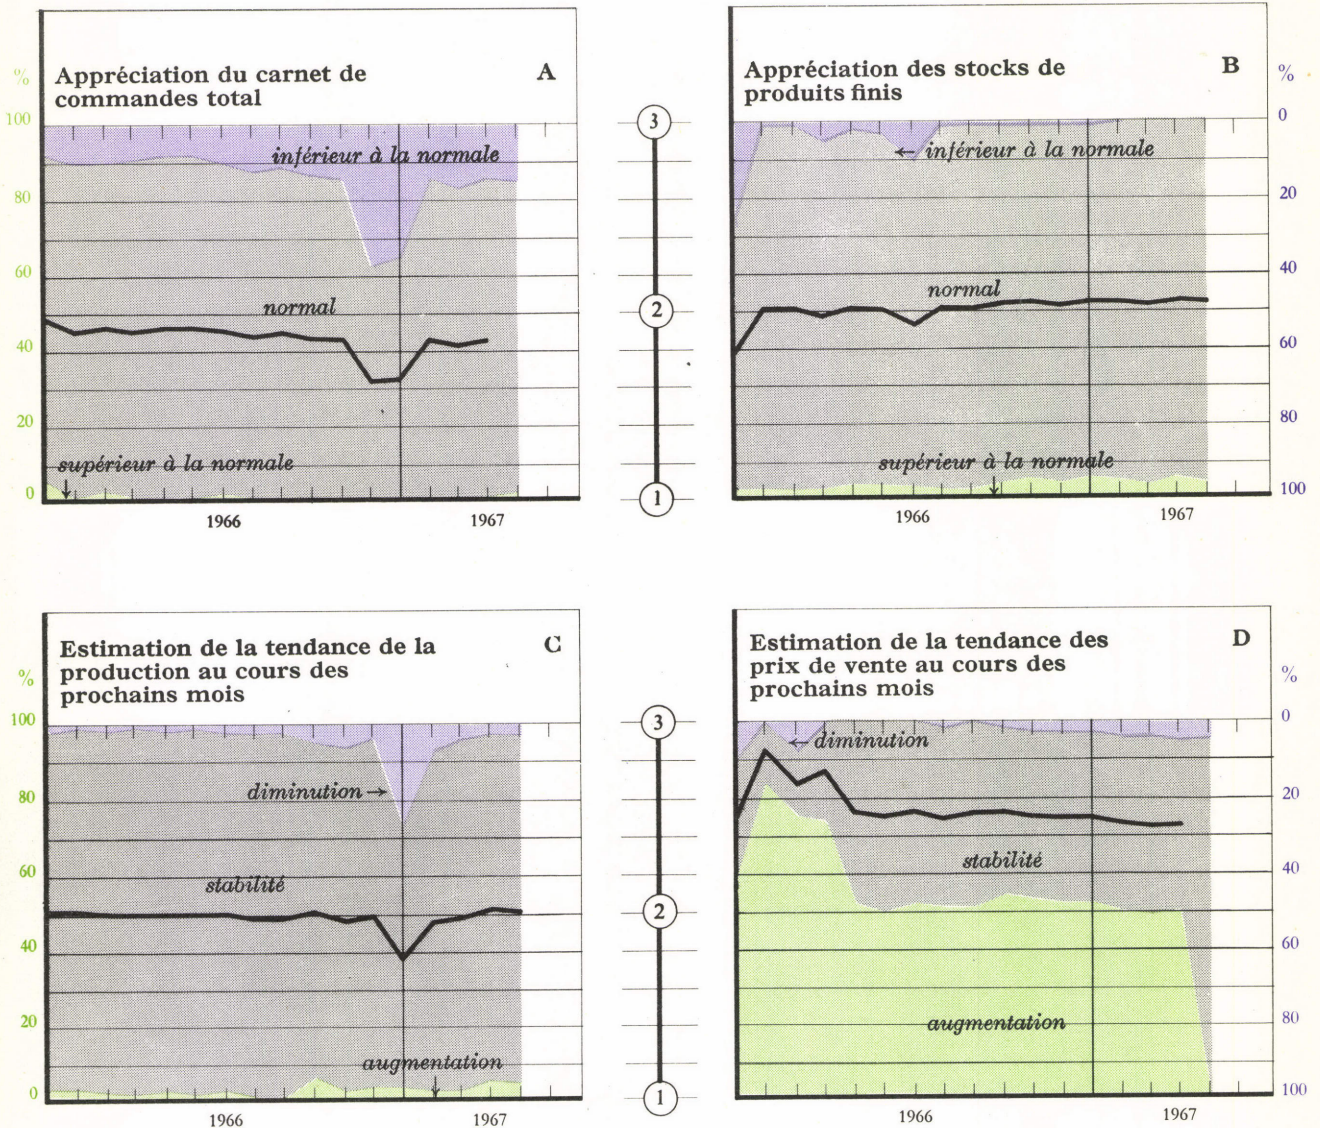 Appréciation du carnet de
commandes total
A
%
100
80
60
40
20
0
inférieur à la normale
normal
supérieur à la normale
1966
1967
3
2
1
Appréciation des stocks de
produits finis
B
%
0
20
40
60
80
100
← inférieur à la normale
normal
supérieur à la normale
1966
1967
Estimation de la tendance de la
production au cours des
prochains mois
C
%
100
80
60
40
20
0
diminution →
stabilité
augmentation
1966
1967
3
2
1
Estimation de la tendance des
prix de vente au cours des
prochains mois
D
%
0
20
40
60
80
100
← diminution
stabilité
augmentation
1966
1967